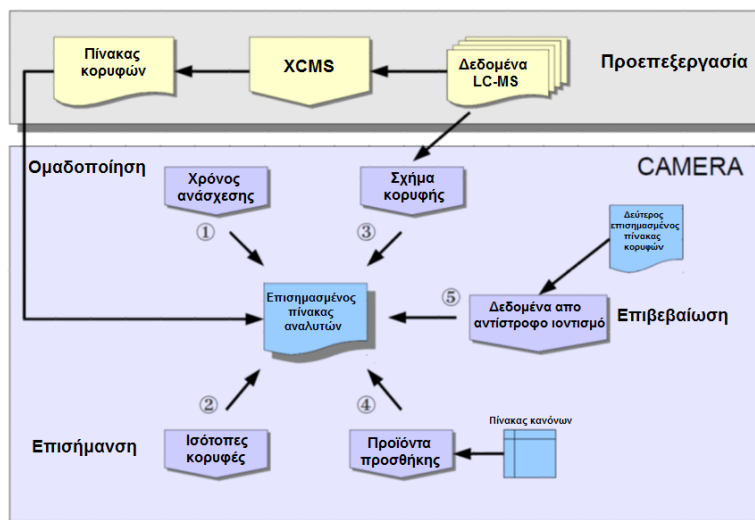 Πίνακας
κορυφών
XCMS
Δεδομένα
LC-MS
Προεπεξεργασία
Ομαδοποίηση
CAMERA
Χρόνος
ανάσχεσης
Σχήμα
κορυφής
Δεύτερος
επισημασμένος
πίνακας
κορυφών
①
③
Επισημασμένος
πίνακας
αναλυτών
⑤
Δεδομένα απο
αντίστροφο ιοντισμό
Επιβεβαίωση
②
④
Επισήμανση
Ισότοπες
κορυφές
Προϊόντα
προσθήκης
Πίνακας κανόνων